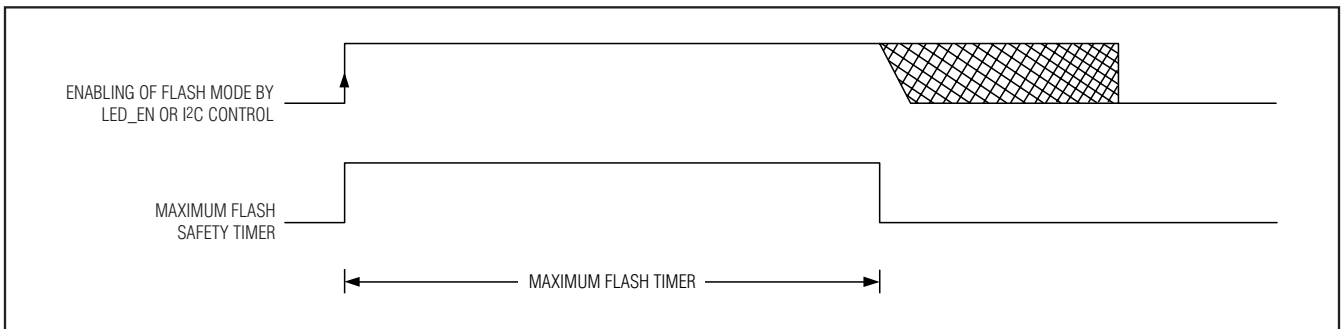 ENABLING OF FLASH MODE BY
LED_EN OR I2C CONTROL
MAXIMUM FLASH
SAFETY TIMER
MAXIMUM FLASH TIMER